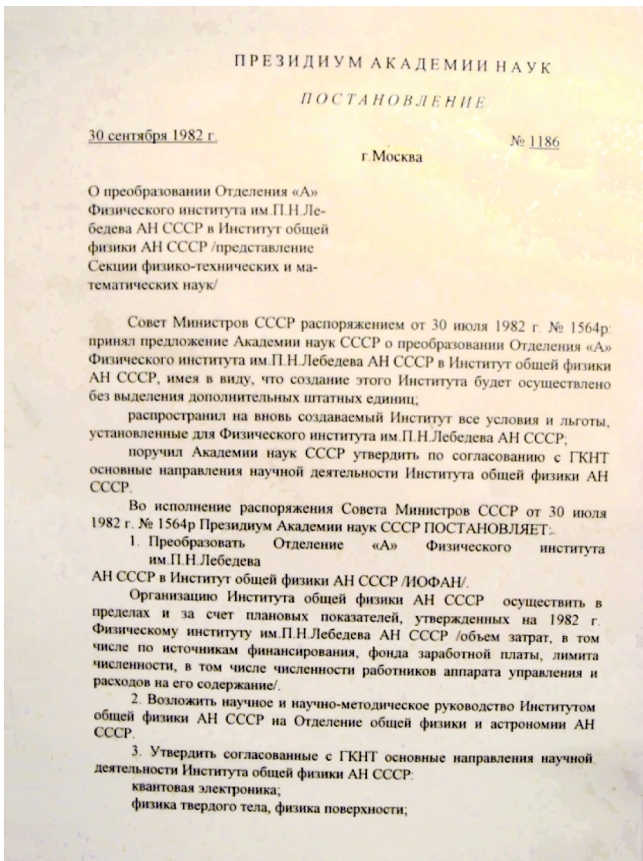 ПРЕЗИДИУМ АКАДЕМИИ НАУК
ПОСТАНОВЛЕНИЕ
30 сентября 1982 г.
№ 1186
г.Москва
О преобразовании Отделения «А»
Физического института им.П.Н.Ле-
бедева АН СССР в Институт общей
физики АН СССР /представление
Секции физико-технических и ма-
тематических наук/
Совет Министров СССР распоряжением от 30 июля 1982 г. № 1564р:
принял предложение Академии наук СССР о преобразовании Отделения «А»
Физического института им.П.Н.Лебедева АН СССР в Институт общей физики
АН СССР, имея в виду, что создание этого Института будет осуществлено
без выделения дополнительных штатных единиц;
распространил на вновь создаваемый Институт все условия и льготы,
установленные для Физического института им.П.Н.Лебедева АН СССР;
поручил Академии наук СССР утвердить по согласованию с ГКНТ
основные направления научной деятельности Института общей физики АН
СССР.
Во исполнение распоряжения Совета Министров СССР от 30 июля
1982 г. № 1564р Президиум Академии наук СССР ПОСТАНОВЛЯЕТ:
1. Преобразовать Отделение «А» Физического института
им.П.Н.Лебедева
АН СССР в Институт общей физики АН СССР /ИОФАН/.
Организацию Института общей физики АН СССР осуществить в
пределах и за счет плановых показателей, утвержденных на 1982 г.
Физическому институту им.П.Н.Лебедева АН СССР /объем затрат, в том
числе по источникам финансирования, фонда заработной платы, лимита
численности, в том числе численности работников аппарата управления и
расходов на его содержание/.
2. Возложить научное и научно-методическое руководство Институтом
общей физики АН СССР на Отделение общей физики и астрономии АН
СССР.
3. Утвердить согласованные с ГКНТ основные направления научной
деятельности Института общей физики АН СССР:
квантовая электроника;
физика твердого тела, физика поверхности;